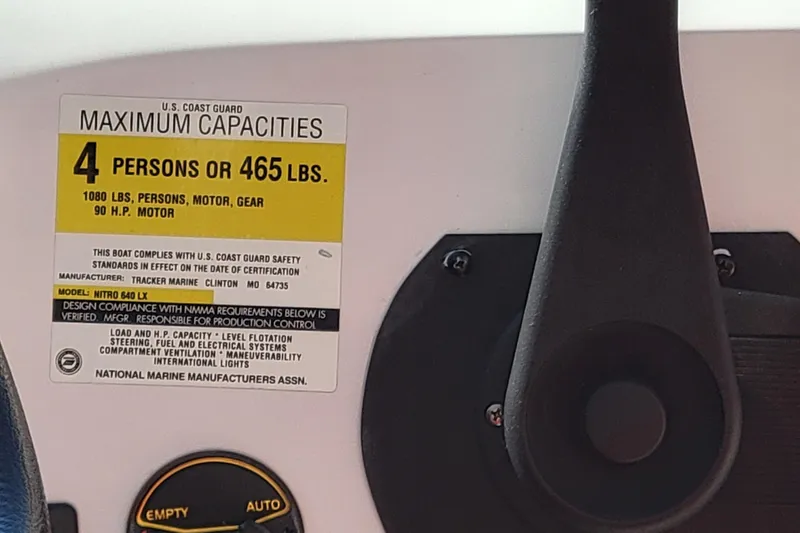 U.S. COAST GUARD
MAXIMUM CAPACITIES
4 PERSONS OR 465 LBS.
1080 LBS, PERSONS, MOTOR, GEAR
90 H.P. MOTOR
THIS BOAT COMPLIES WITH U.S. COAST GUARD SAFETY
STANDARDS IN EFFECT ON THE DATE OF CERTIFICATION
MANUFACTURER: TRACKER MARINE CLINTON MO 64735
MODEL: NITRO 640 LX
DESIGN COMPLIANCE WITH NMMA REQUIREMENTS BELOW IS
VERIFIED. MFGR. RESPONSIBLE FOR PRODUCTION CONTROL
LOAD AND H.P. CAPACITY * LEVEL FLOTATION
STEERING, FUEL AND ELECTRICAL SYSTEMS
COMPARTMENT VENTILATION * MANEUVERABILITY
INTERNATIONAL LIGHTS
NATIONAL MARINE MANUFACTURERS ASSN.
EMPTY AUTO